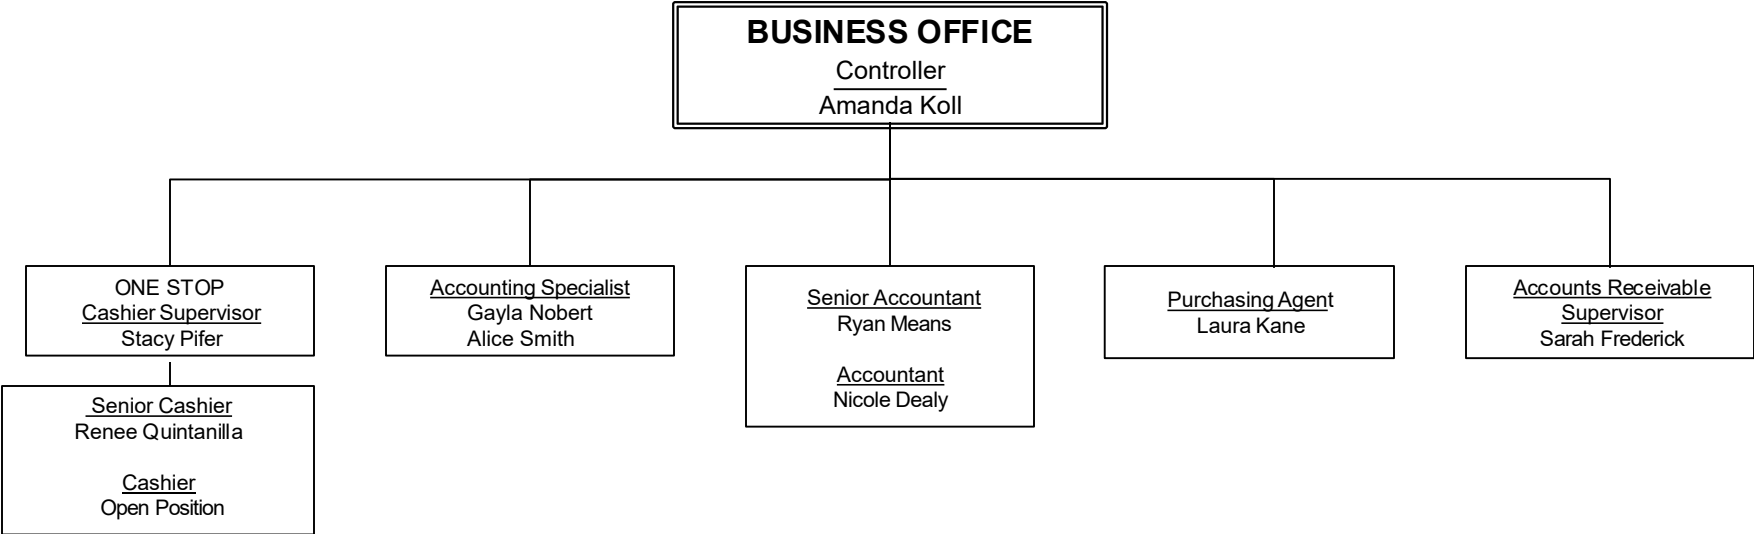 BUSINESS OFFICE
Controller
Amanda Koll
ONE STOP
Cashier Supervisor
Stacy Pifer
Senior Cashier
Renee Quintanilla
Cashier
Open Position
Accounting Specialist
Gayla Nobert
Alice Smith
Senior Accountant
Ryan Means
Accountant
Nicole Dealy
Purchasing Agent
Laura Kane
Accounts Receivable
Supervisor
Sarah Frederick